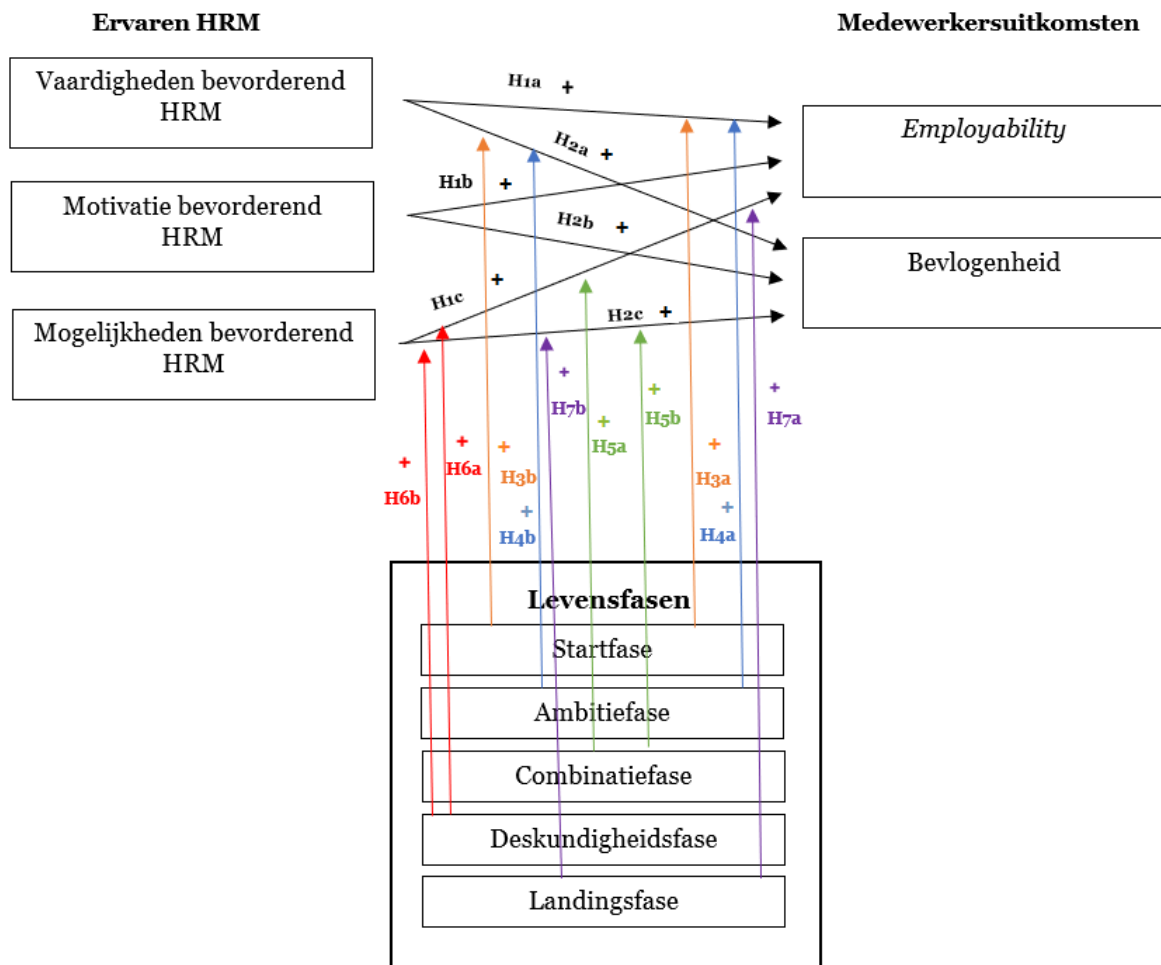 Ervaren HRM
Medewerkersuitkomsten
Vaardigheden bevorderend
HRM
Motivatie bevorderend
HRM
Mogelijkheden bevorderend
HRM
H1a +
H2a +
H1b +
H2b +
H1c +
H2c +
Employability
Bevlogenheid
+
H6b
+
H6a
+
H3b
+
H4b
+
H7b
+
H5a
+
H5b
+
H3a
+
H4a
+
H7a
Levensfasen
Startfase
Ambitiefase
Combinatiefase
Deskundigheidsfase
Landingsfase